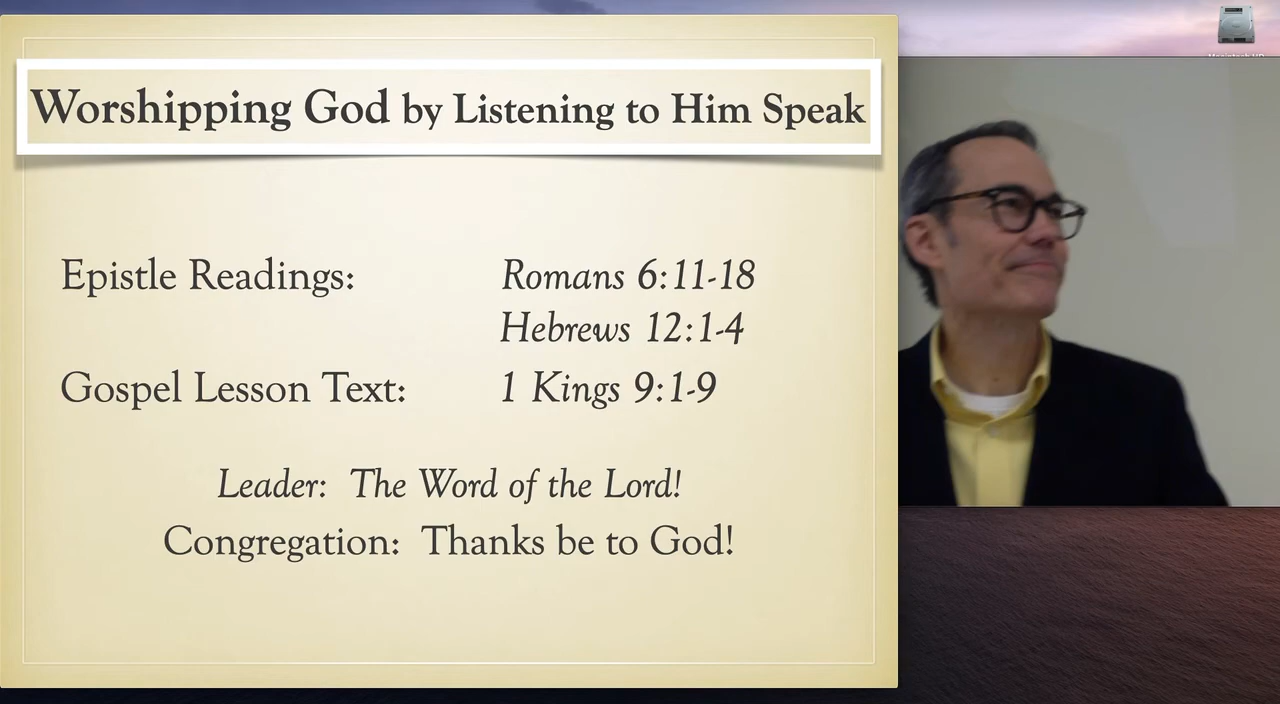 Worshipping God by Listening to Him Speak
Epistle Readings: Romans 6:11-18
Hebrews 12:1-4
Gospel Lesson Text: 1 Kings 9:1-9
Leader: The Word of the Lord!
Congregation: Thanks be to God!